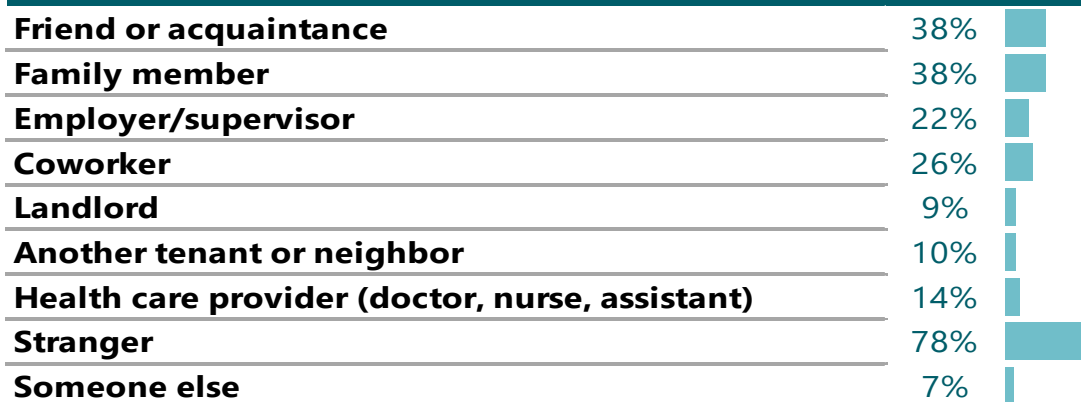 Friend or acquaintance 38%
Family member 38%
Employer/supervisor 22%
Coworker 26%
Landlord 9%
Another tenant or neighbor 10%
Health care provider (doctor, nurse, assistant) 14%
Stranger 78%
Someone else 7%